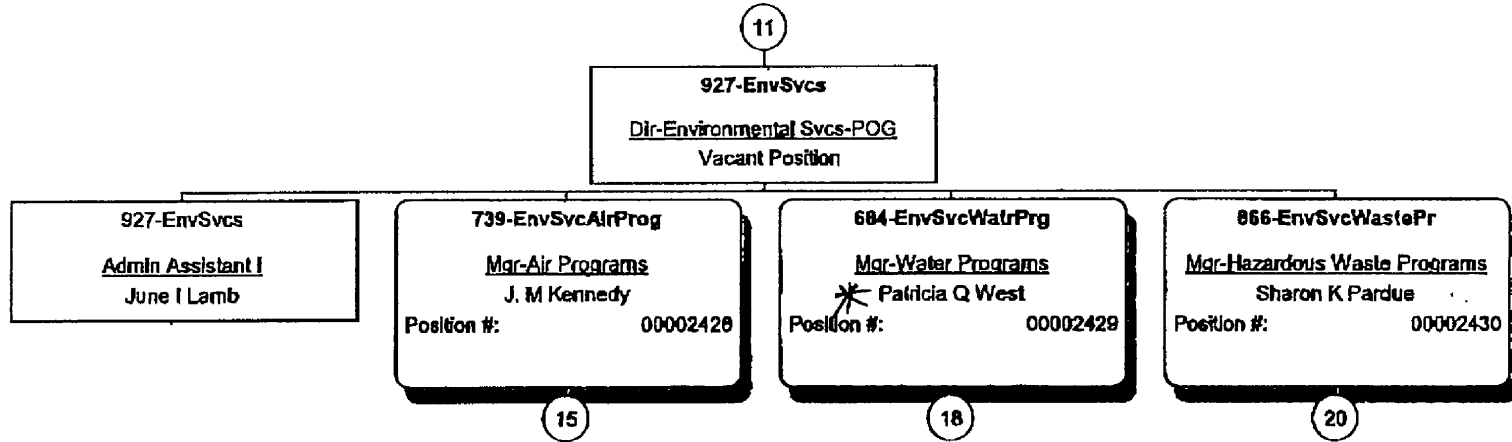 11
927-EnvSvcs
Dir-Environmental Svcs-POG
Vacant Position
927-EnvSvcs
Admin Assistant I
June I Lamb
739-EnvSvcAirProg
Mgr-Air Programs
J. M Kennedy
Position #: 00002428
15
684-EnvSvcWatrPrg
Mgr-Water Programs
Patricia Q West
Position #: 00002429
18
866-EnvSvcWastePr
Mgr-Hazardous Waste Programs
Sharon K Pardue
Position #: 00002430
20